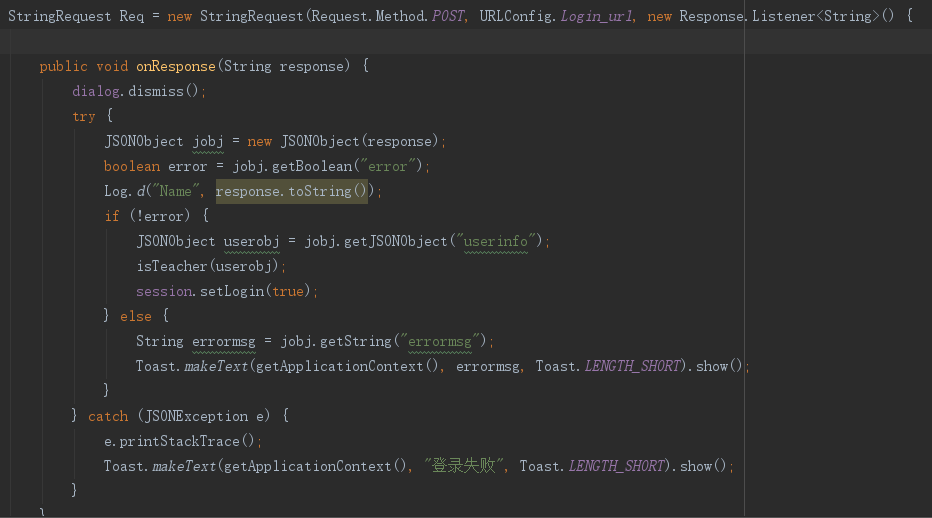 StringRequest Req = new StringRequest(Request.Method.POST, URLConfig.Login_url, new Response.Listener<String>() {
public void onResponse(String response) {
dialog.dismiss();
try {
JSONObject jobj = new JSONObject(response);
boolean error = jobj.getBoolean("error");
Log.d("Name", response.toString());
if (!error) {
JSONObject userobj = jobj.getJSONObject("userinfo");
isTeacher(userobj);
session.setLogin(true);
} else {
String errormsg = jobj.getString("errormsg");
Toast.makeText(getApplicationContext(), errormsg, Toast.LENGTH_SHORT).show();
}
} catch (JSONException e) {
e.printStackTrace();
Toast.makeText(getApplicationContext(), "登录失败", Toast.LENGTH_SHORT).show();
}
}